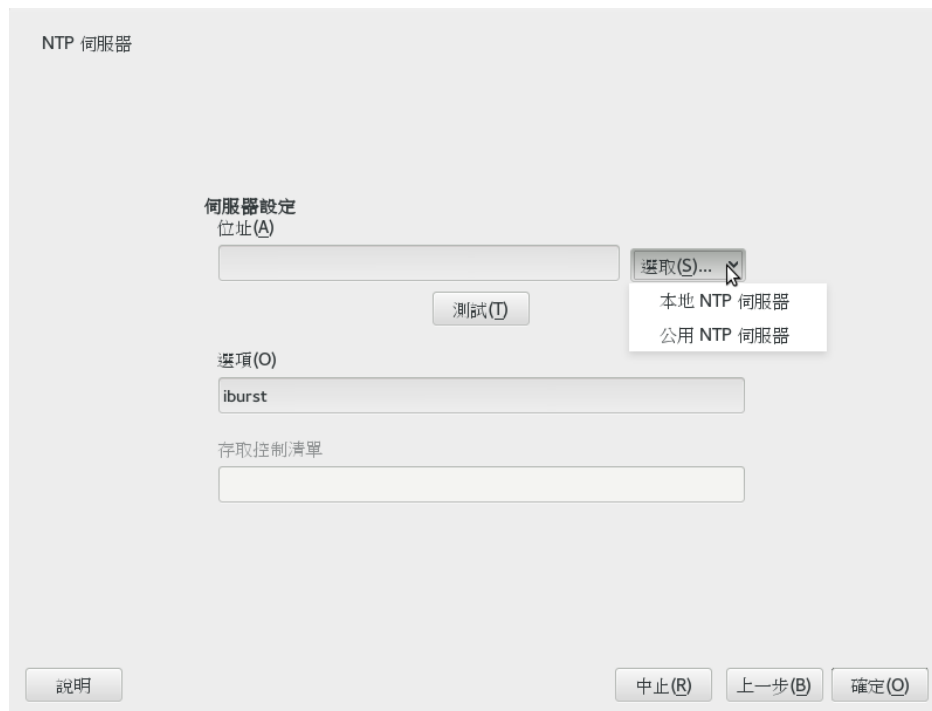 NTP 伺服器
伺服器設定
位址(A)
選取(S)...
本地 NTP 伺服器
公用 NTP 伺服器
測試(T)
選項(O)
iburst
存取控制清單
說明
中止(R)
上一步(B)
確定(O)